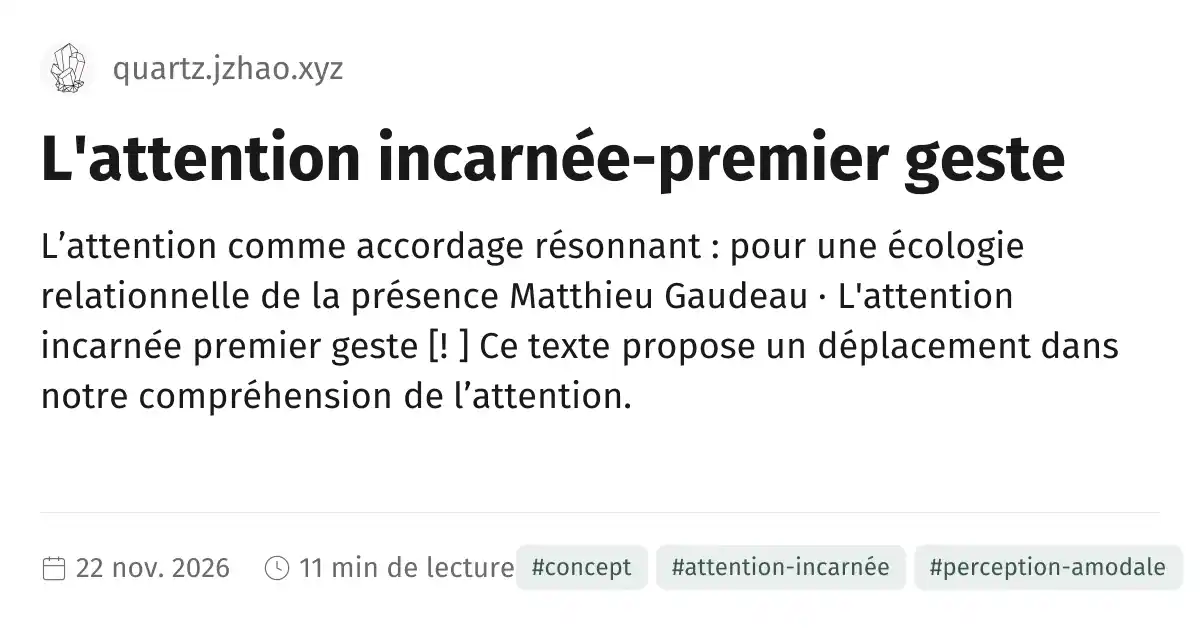 quartz.jzhao.xyz
L'attention incarnée-premier geste
L’attention comme accordage résonnant : pour une écologie
relationnelle de la présence Matthieu Gaudeau · L'attention
incarnée premier geste [! ] Ce texte propose un déplacement dans
notre compréhension de l’attention.
22 nov. 2026 11 min de lecture #concept #attention-incarnée #perception-amodale